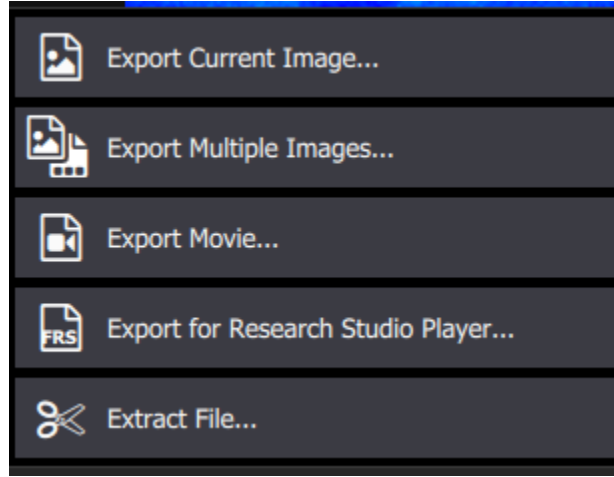 Export Current Image...
Export Multiple Images...
Export Movie...
FRS
Export for Research Studio Player...
Extract File...